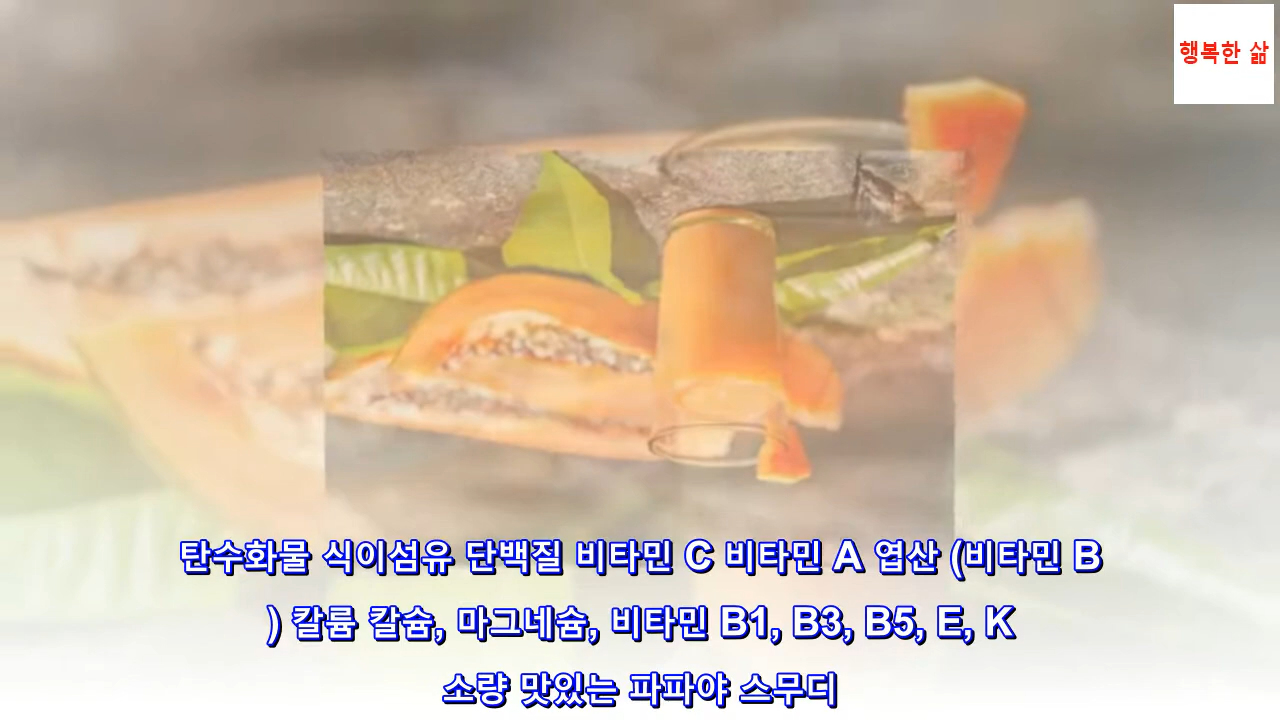 행복한 삶
탄수화물 식이섬유 단백질 비타민 C 비타민 A 엽산 (비타민 B
) 칼륨 칼슘, 마그네슘, 비타민 B1, B3, B5, E, K
소량 맛있는 파파야 스무디